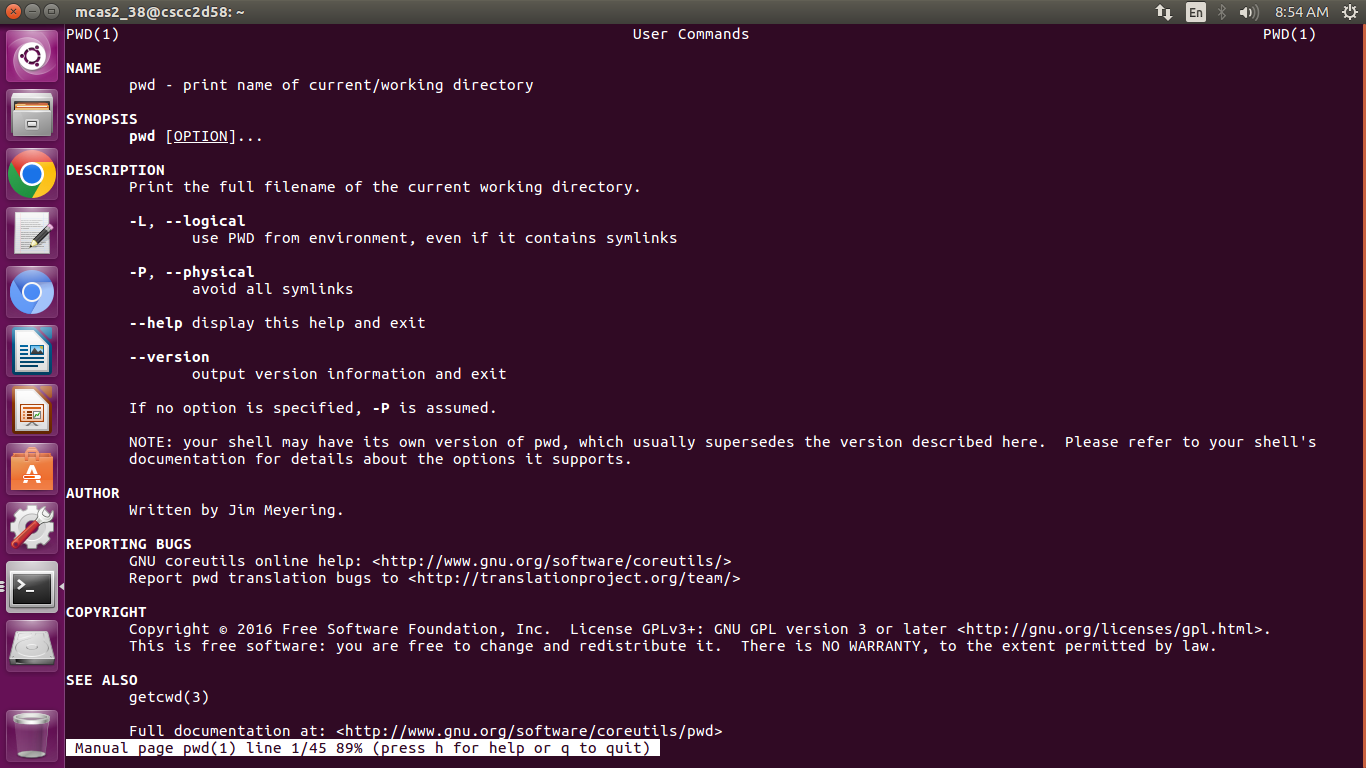 mcas2_38@cscc2d58: ~
En
8:54 AM
PWD(1) User Commands PWD(1)
NAME
pwd - print name of current/working directory
SYNOPSIS
pwd [OPTION]...
DESCRIPTION
Print the full filename of the current working directory.
-L, --logical
use PWD from environment, even if it contains symlinks
-P, --physical
avoid all symlinks
--help display this help and exit
--version
output version information and exit
If no option is specified, -P is assumed.
NOTE: your shell may have its own version of pwd, which usually supersedes the version described here.  Please refer to your shell's
documentation for details about the options it supports.
AUTHOR
Written by Jim Meyering.
REPORTING BUGS
GNU coreutils online help: <http://www.gnu.org/software/coreutils/>
Report pwd translation bugs to <http://translationproject.org/team/>
COPYRIGHT
Copyright © 2016 Free Software Foundation, Inc.  License GPLv3+: GNU GPL version 3 or later <http://gnu.org/licenses/gpl.html>.
This is free software: you are free to change and redistribute it.  There is NO WARRANTY, to the extent permitted by law.
SEE ALSO
getcwd(3)
Full documentation at: <http://www.gnu.org/software/coreutils/pwd>
Manual page pwd(1) line 1/45 89% (press h for help or q to quit)